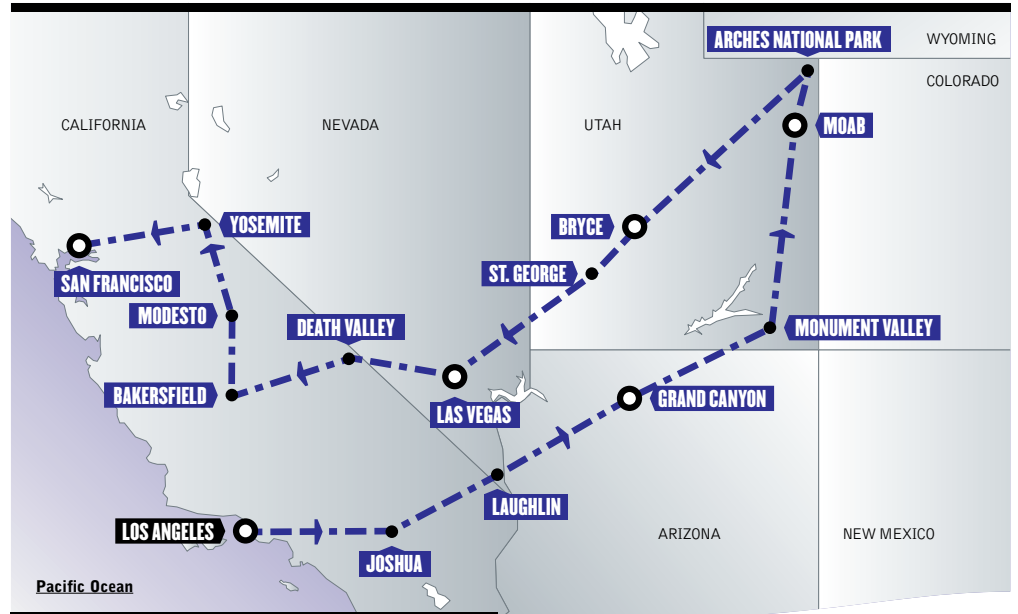 ARCHES NATIONAL PARK
WYOMING
COLORADO
CALIFORNIA
NEVADA
UTAH
MOAB
YOSEMITE
BRYCE
SAN FRANCISCO
ST. GEORGE
MODESTO
DEATH VALLEY
MONUMENT VALLEY
BAKERSFIELD
LAS VEGAS
GRAND CANYON
LAUGHLIN
LOS ANGELES
ARIZONA
NEW MEXICO
JOSHUA
Pacific Ocean